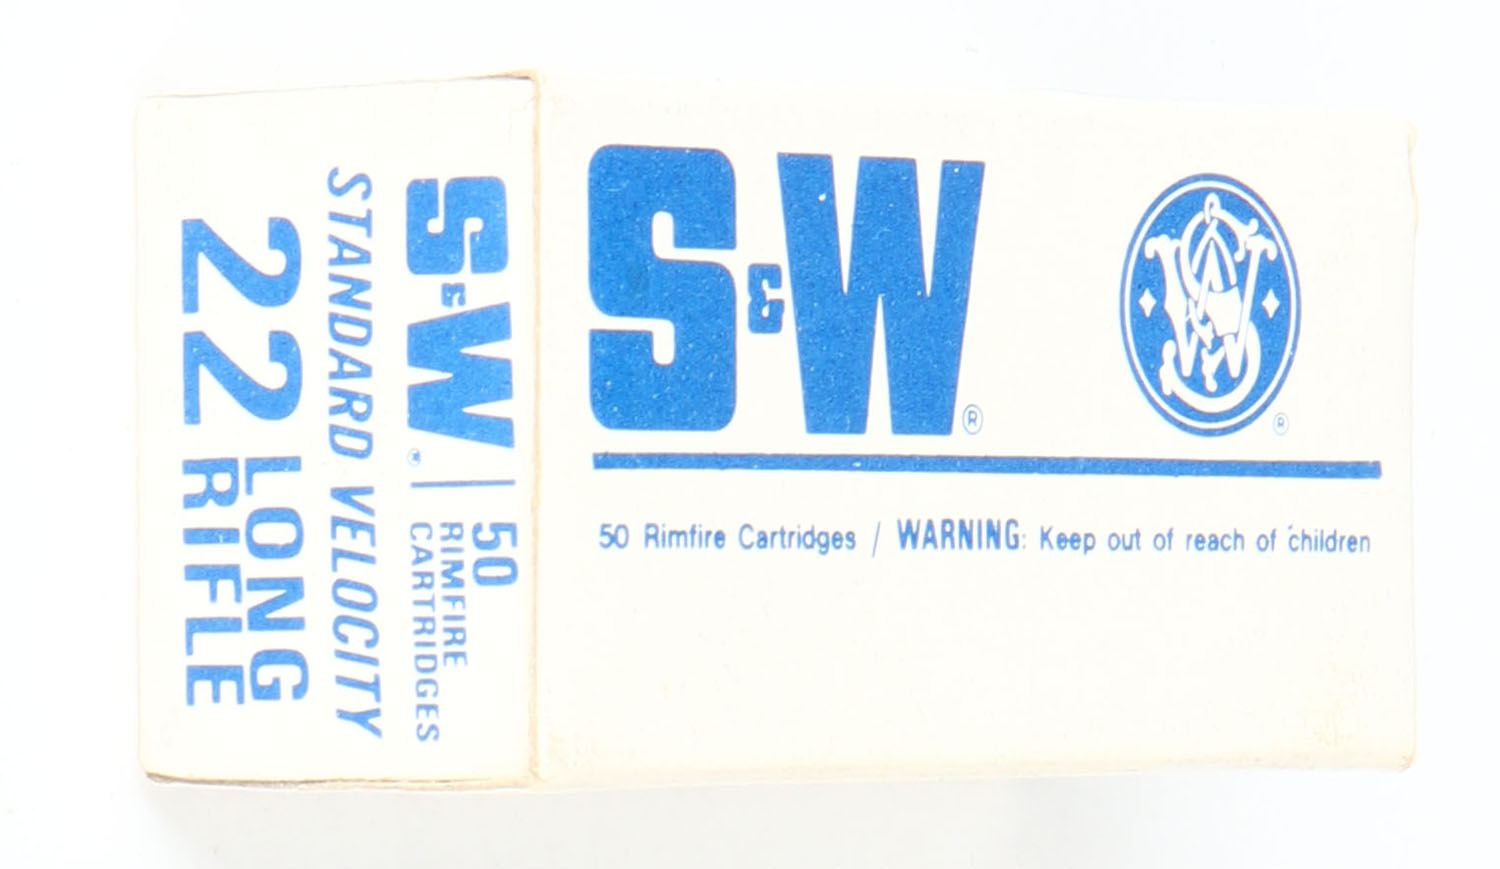 S&W®
®
50 Rimfire Cartridges / WARNING: Keep out of reach of children
S&W® 50
RIMFIRE
CARTRIDGES
STANDARD VELOCITY
22 LONG
RIFLE